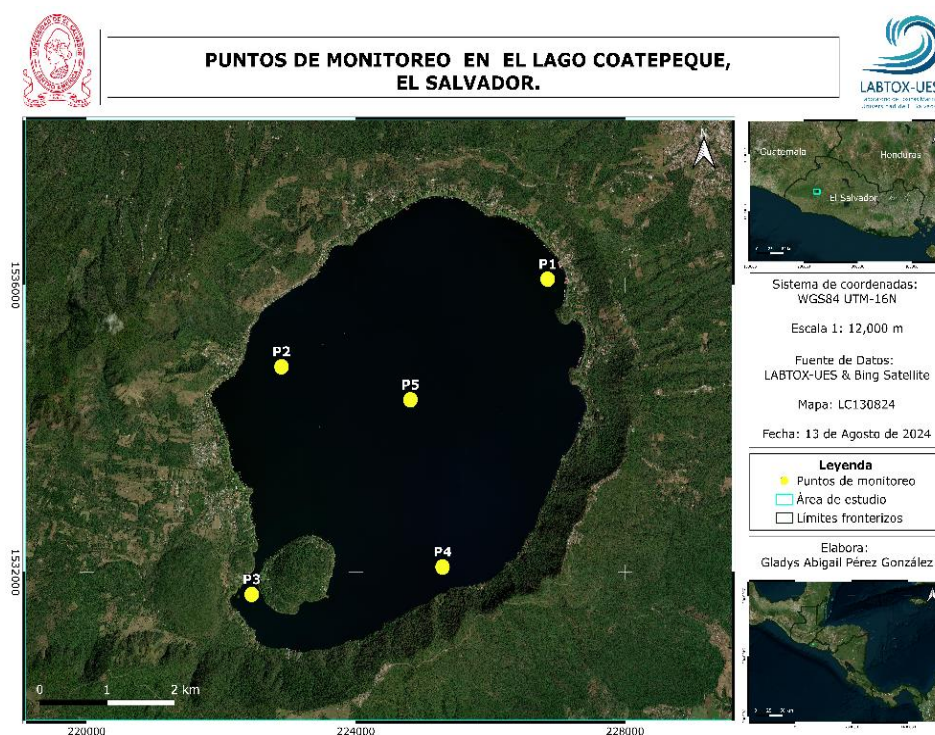 PUNTOS DE MONITOREO EN EL LAGO COATEPEQUE,
EL SALVADOR.
LABTOX-UES
P1
P2
P5
P4
P3
1536000
1532000
0 1 2 km
220000
224000
228000
Guatemala
Honduras
El Salvador
Sistema de coordenadas:
WGS84 UTM-16N
Escala 1: 12,000 m
Fuente de Datos:
LABTOX-UES & Bing Satellite
Mapa: LC130824
Fecha: 13 de Agosto de 2024
Leyenda
Puntos de monitoreo
Área de estudio
Límites fronterizos
Elabora:
Gladys Abigail Pérez González